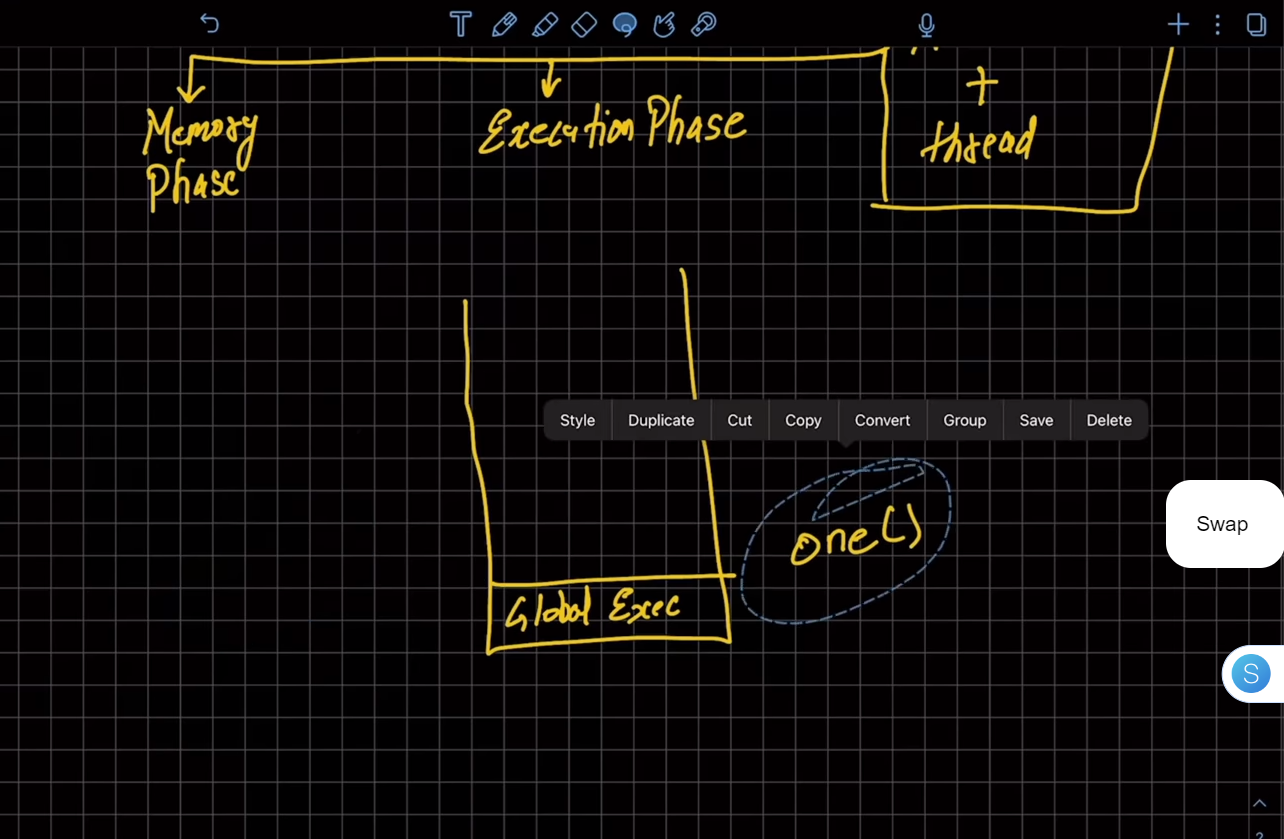 +
thread
Memory
Phase
Execution Phase
Style Duplicate Cut Copy Convert Group Save Delete
one()
Swap
Global Exec
S